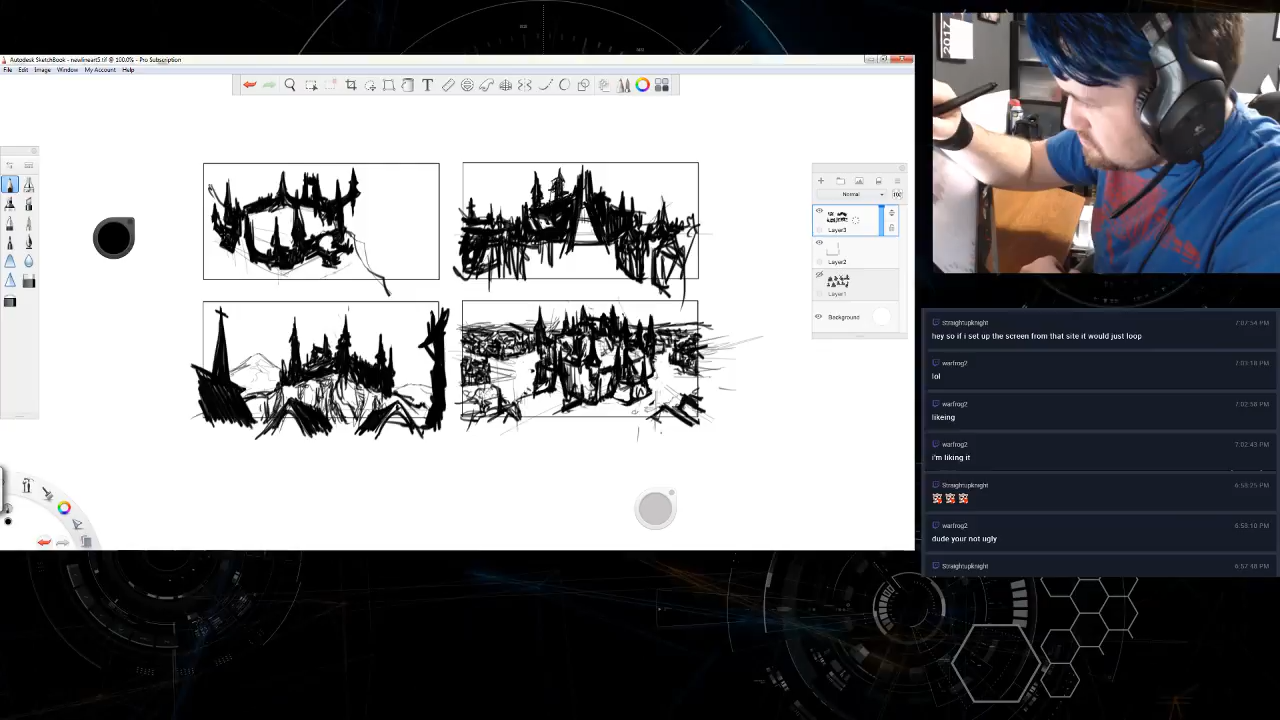 Autodesk SketchBook - newlineart5.tif @ 100.0% - Pro Subscription
File Edit Image Window My Account Help
T
Normal
Layer3
Layer2
Layer1
Background
2017
Straightupknight 7:07:54 PM
hey so if i set up the screen from that site it would just loop
warfrog2 7:03:18 PM
lol
warfrog2 7:02:56 PM
likeing
warfrog2 7:02:43 PM
i'm liking it
Straightupknight 6:58:25 PM
warfrog2 6:58:10 PM
dude your not ugly
Straightupknight 6:57:48 PM